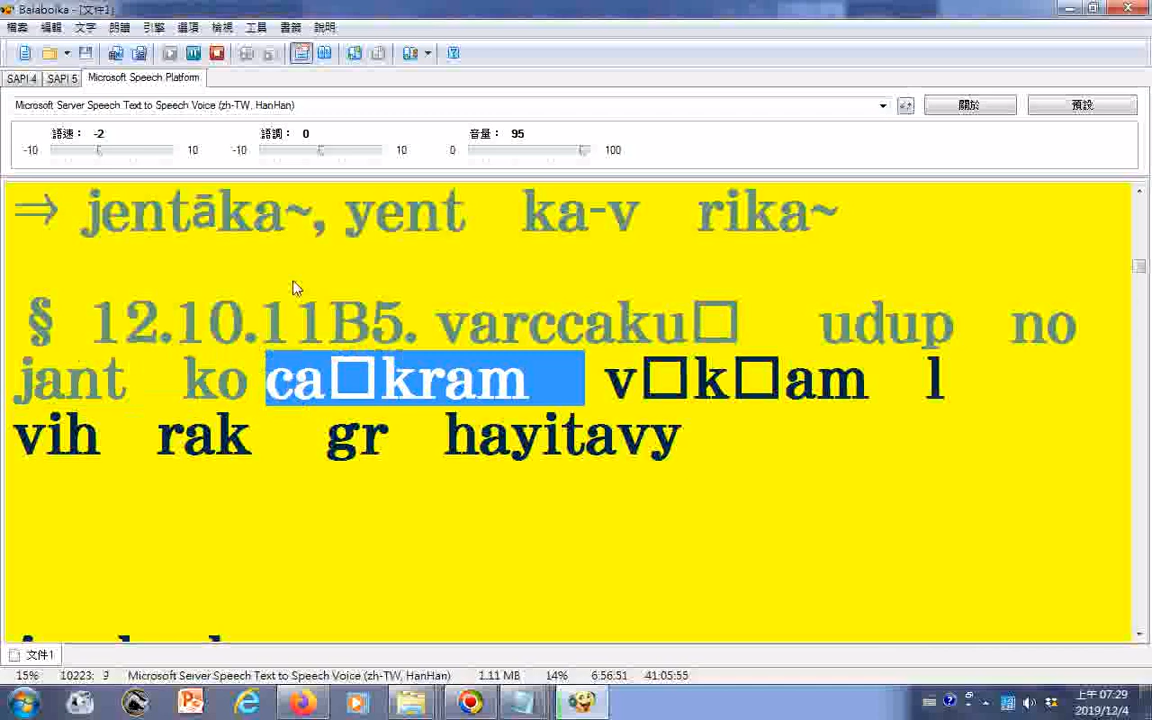 Balabolka - [文件1]
檔案 編輯 文字 朗讀 引擎 選項 檢視 工具 書籤 說明
SAPI 4 SAPI 5 Microsoft Speech Platform
Microsoft Server Speech Text to Speech Voice (zh-TW, HanHan) 關於 預設
語速： -2 語調： 0 音量： 95
-10 10 -10 10 0 100
⇒ jentāka~, yent ka-v rika~
§ 12.10.11B5. varccaku□ udup no
jant ko ca□kram v□k□am l
vih rak gr hayitavy
文件1
15% 10223: 9 Microsoft Server Speech Text to Speech Voice (zh-TW, HanHan) 1.11 MB 14% 6:56:51 41:05:55
上午 07:29
2019/12/4